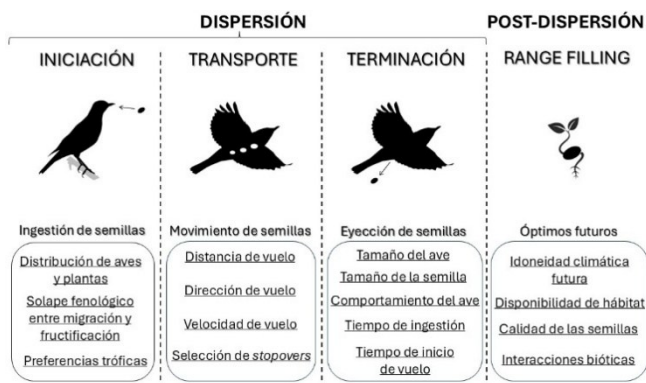 DISPERSIÓN
POST-DISPERSIÓN
INICIACIÓN
TRANSPORTE
TERMINACIÓN
RANGE FILLING
Ingestión de semillas
Movimiento de semillas
Eyección de semillas
Óptimos futuros
Distribución de aves
y plantas
Solape fenológico
entre migración y
fructificación
Preferencias tróficas
Distancia de vuelo
Dirección de vuelo
Velocidad de vuelo
Selección de stopovers
Tamaño del ave
Tamaño de la semilla
Comportamiento del ave
Tiempo de ingestión
Tiempo de inicio
de vuelo
Idoneidad climática
futura
Disponibilidad de hábitat
Calidad de las semillas
Interacciones bióticas